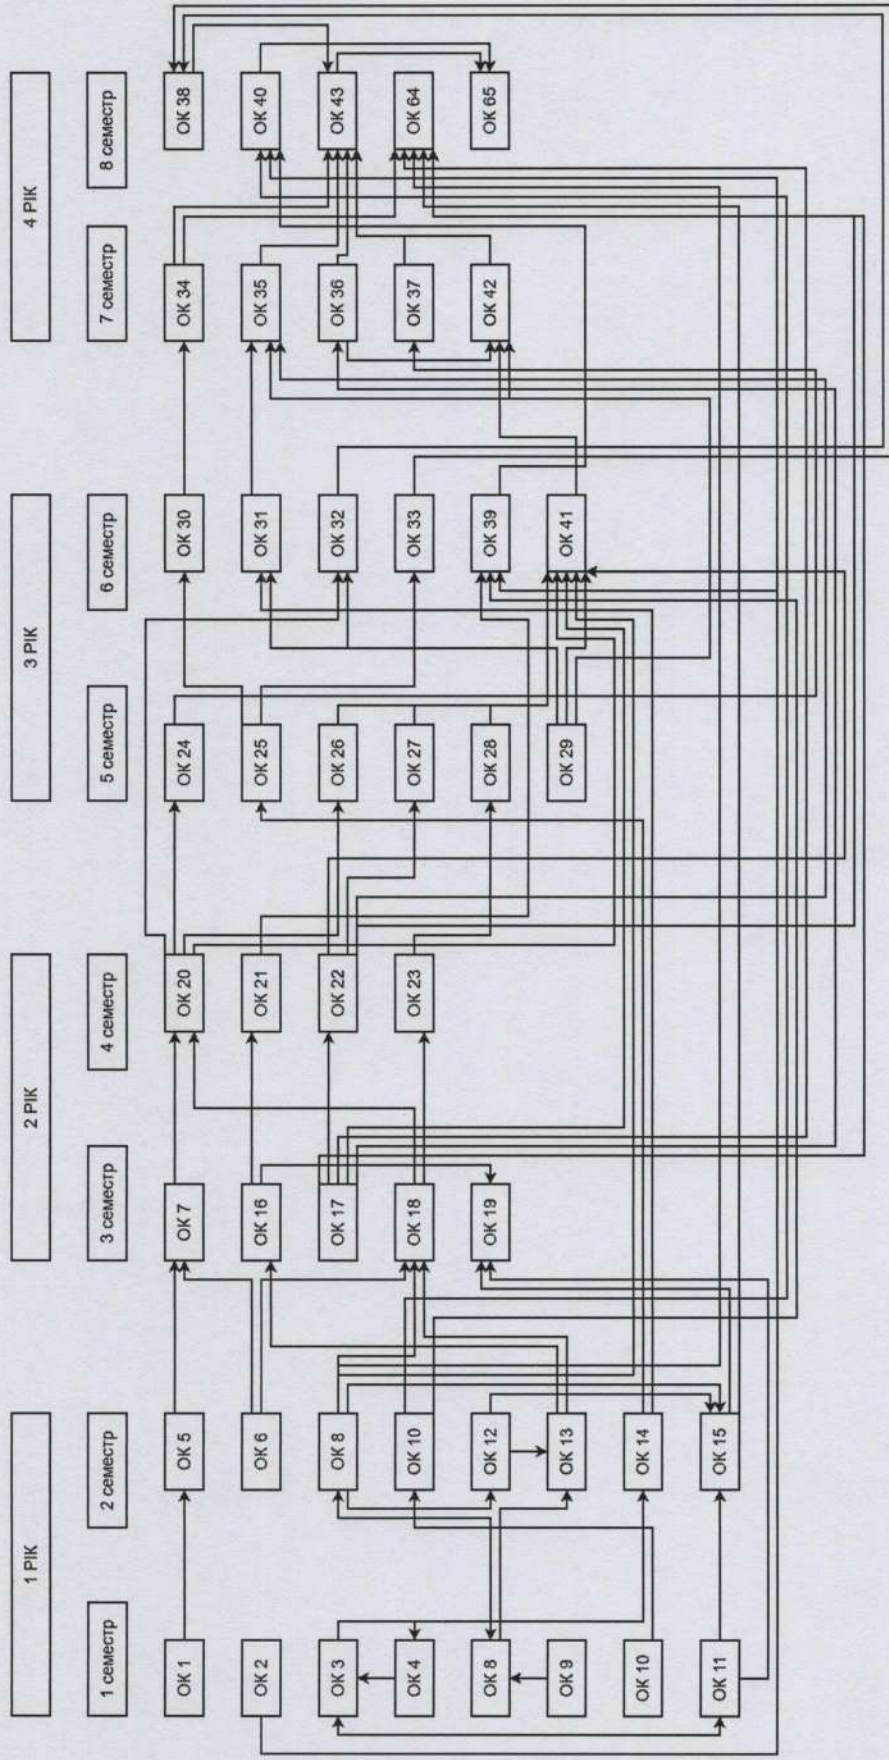 1 РІК
2 РІК
3 РІК
4 РІК
1 семестр
2 семестр
3 семестр
4 семестр
5 семестр
6 семестр
7 семестр
8 семестр
ОК 1
ОК 2
ОК 3
ОК 4
ОК 8
ОК 9
ОК 10
ОК 11
ОК 5
ОК 6
ОК 8
ОК 10
ОК 12
ОК 13
ОК 14
ОК 15
ОК 7
ОК 16
ОК 17
ОК 18
ОК 19
ОК 20
ОК 21
ОК 22
ОК 23
ОК 24
ОК 25
ОК 26
ОК 27
ОК 28
ОК 29
ОК 30
ОК 31
ОК 32
ОК 33
ОК 39
ОК 41
ОК 34
ОК 35
ОК 36
ОК 37
ОК 42
ОК 38
ОК 40
ОК 43
ОК 64
ОК 65